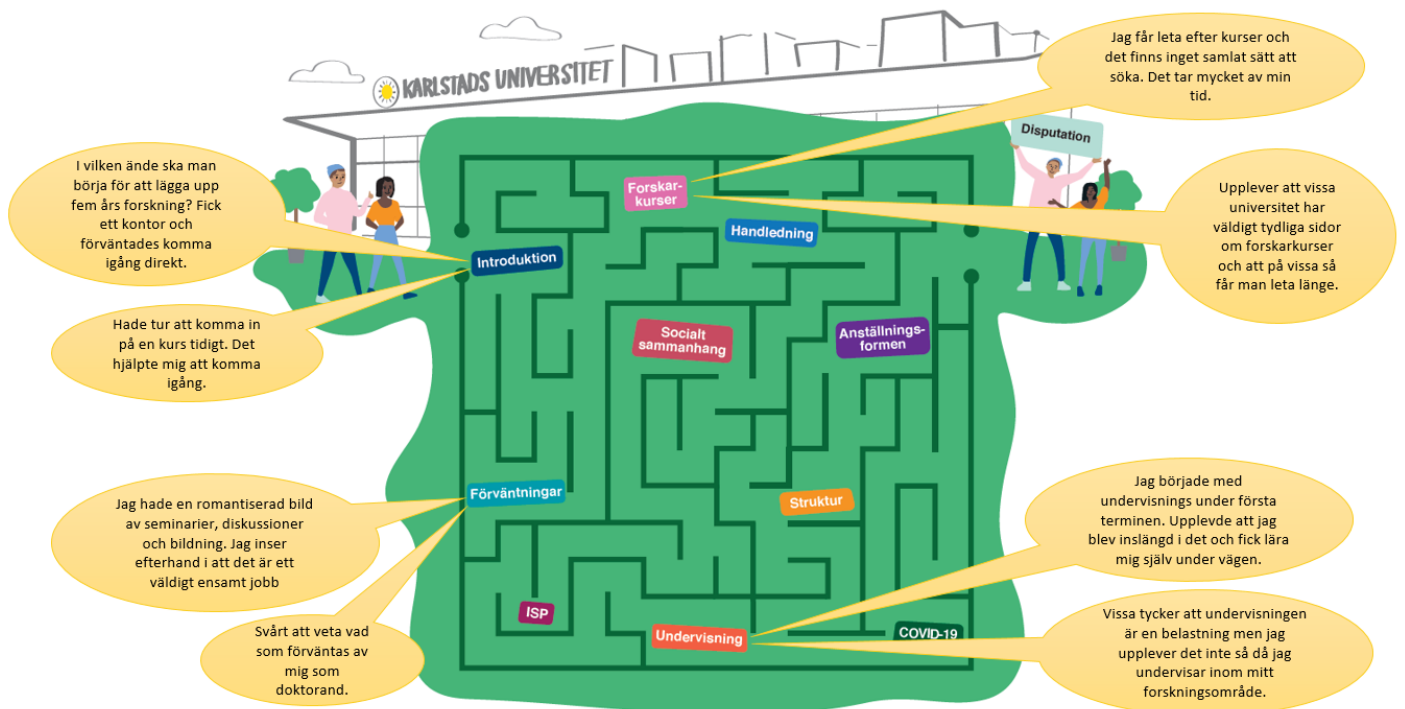 KARLSTADS UNIVERSITET
Jag får leta efter kurser och
det finns inget samlat sätt att
söka. Det tar mycket av min
tid.
Disputation
I vilken ände ska man
börja för att lägga upp
fem års forskning? Fick
ett kontor och
förväntades komma
igång direkt.
Forskar-
kurser
Upplever att vissa
universitet har
väldigt tydliga sidor
om forskarkurser
och att på vissa så
får man leta länge.
Handledning
Introduktion
Hade tur att komma in
på en kurs tidigt. Det
hjälpte mig att komma
igång.
Socialt
sammanhang
Anställnings-
formen
Förväntningar
Struktur
Jag hade en romantiserad bild
av seminarier, diskussioner
och bildning. Jag inser
efterhand i att det är ett
väldigt ensamt jobb
Jag började med
undervisnings under första
terminen. Upplevde att jag
blev inslängd i det och fick lära
mig själv under vägen.
ISP
Undervisning
COVID-19
Svårt att veta vad
som förväntas av
mig som
doktorand.
Vissa tycker att undervisningen
är en belastning men jag
upplever det inte så då jag
undervisar inom mitt
forskningsområde.